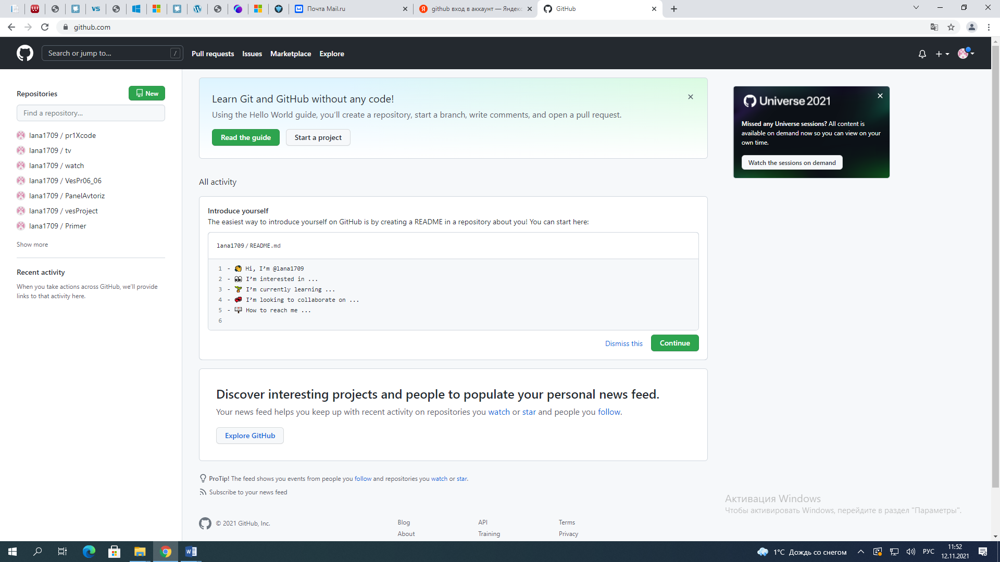 Почта Mail.ru
github вход в аккаунт — Яндекс
GitHub
github.com
Search or jump to...
/
Pull requests
Issues
Marketplace
Explore
Repositories
New
Find a repository...
lana1709 / pr1Xcode
lana1709 / tv
lana1709 / watch
lana1709 / VesPr06_06
lana1709 / PanelAvtoriz
lana1709 / vesProject
lana1709 / Primer
Show more
Recent activity
When you take actions across GitHub, we'll provide
links to that activity here.
Learn Git and GitHub without any code!
Using the Hello World guide, you'll create a repository, start a branch, write comments, and open a pull request.
Read the guide
Start a project
All activity
Introduce yourself
The easiest way to introduce yourself on GitHub is by creating a README in a repository about you! You can start here:
lana1709 / README.md
1 - 👋 Hi, I'm @lana1709
2 - 👀 I'm interested in ...
3 - 🌱 I'm currently learning ...
4 - 💞️ I'm looking to collaborate on ...
5 - 📫 How to reach me ...
6
Dismiss this
Continue
Discover interesting projects and people to populate your personal news feed.
Your news feed helps you keep up with recent activity on repositories you watch or star and people you follow.
Explore GitHub
ProTip! The feed shows you events from people you follow and repositories you watch or star.
Subscribe to your news feed
© 2021 GitHub, Inc.
Blog
About
API
Training
Terms
Privacy
Universe 2021
Missed any Universe sessions? All content is
available on demand now so you can view on your
own time.
Watch the sessions on demand
Активация Windows
Чтобы активировать Windows, перейдите в раздел "Параметры".
VS
W
1°C Дождь со снегом
РУС
11:52
12.11.2021